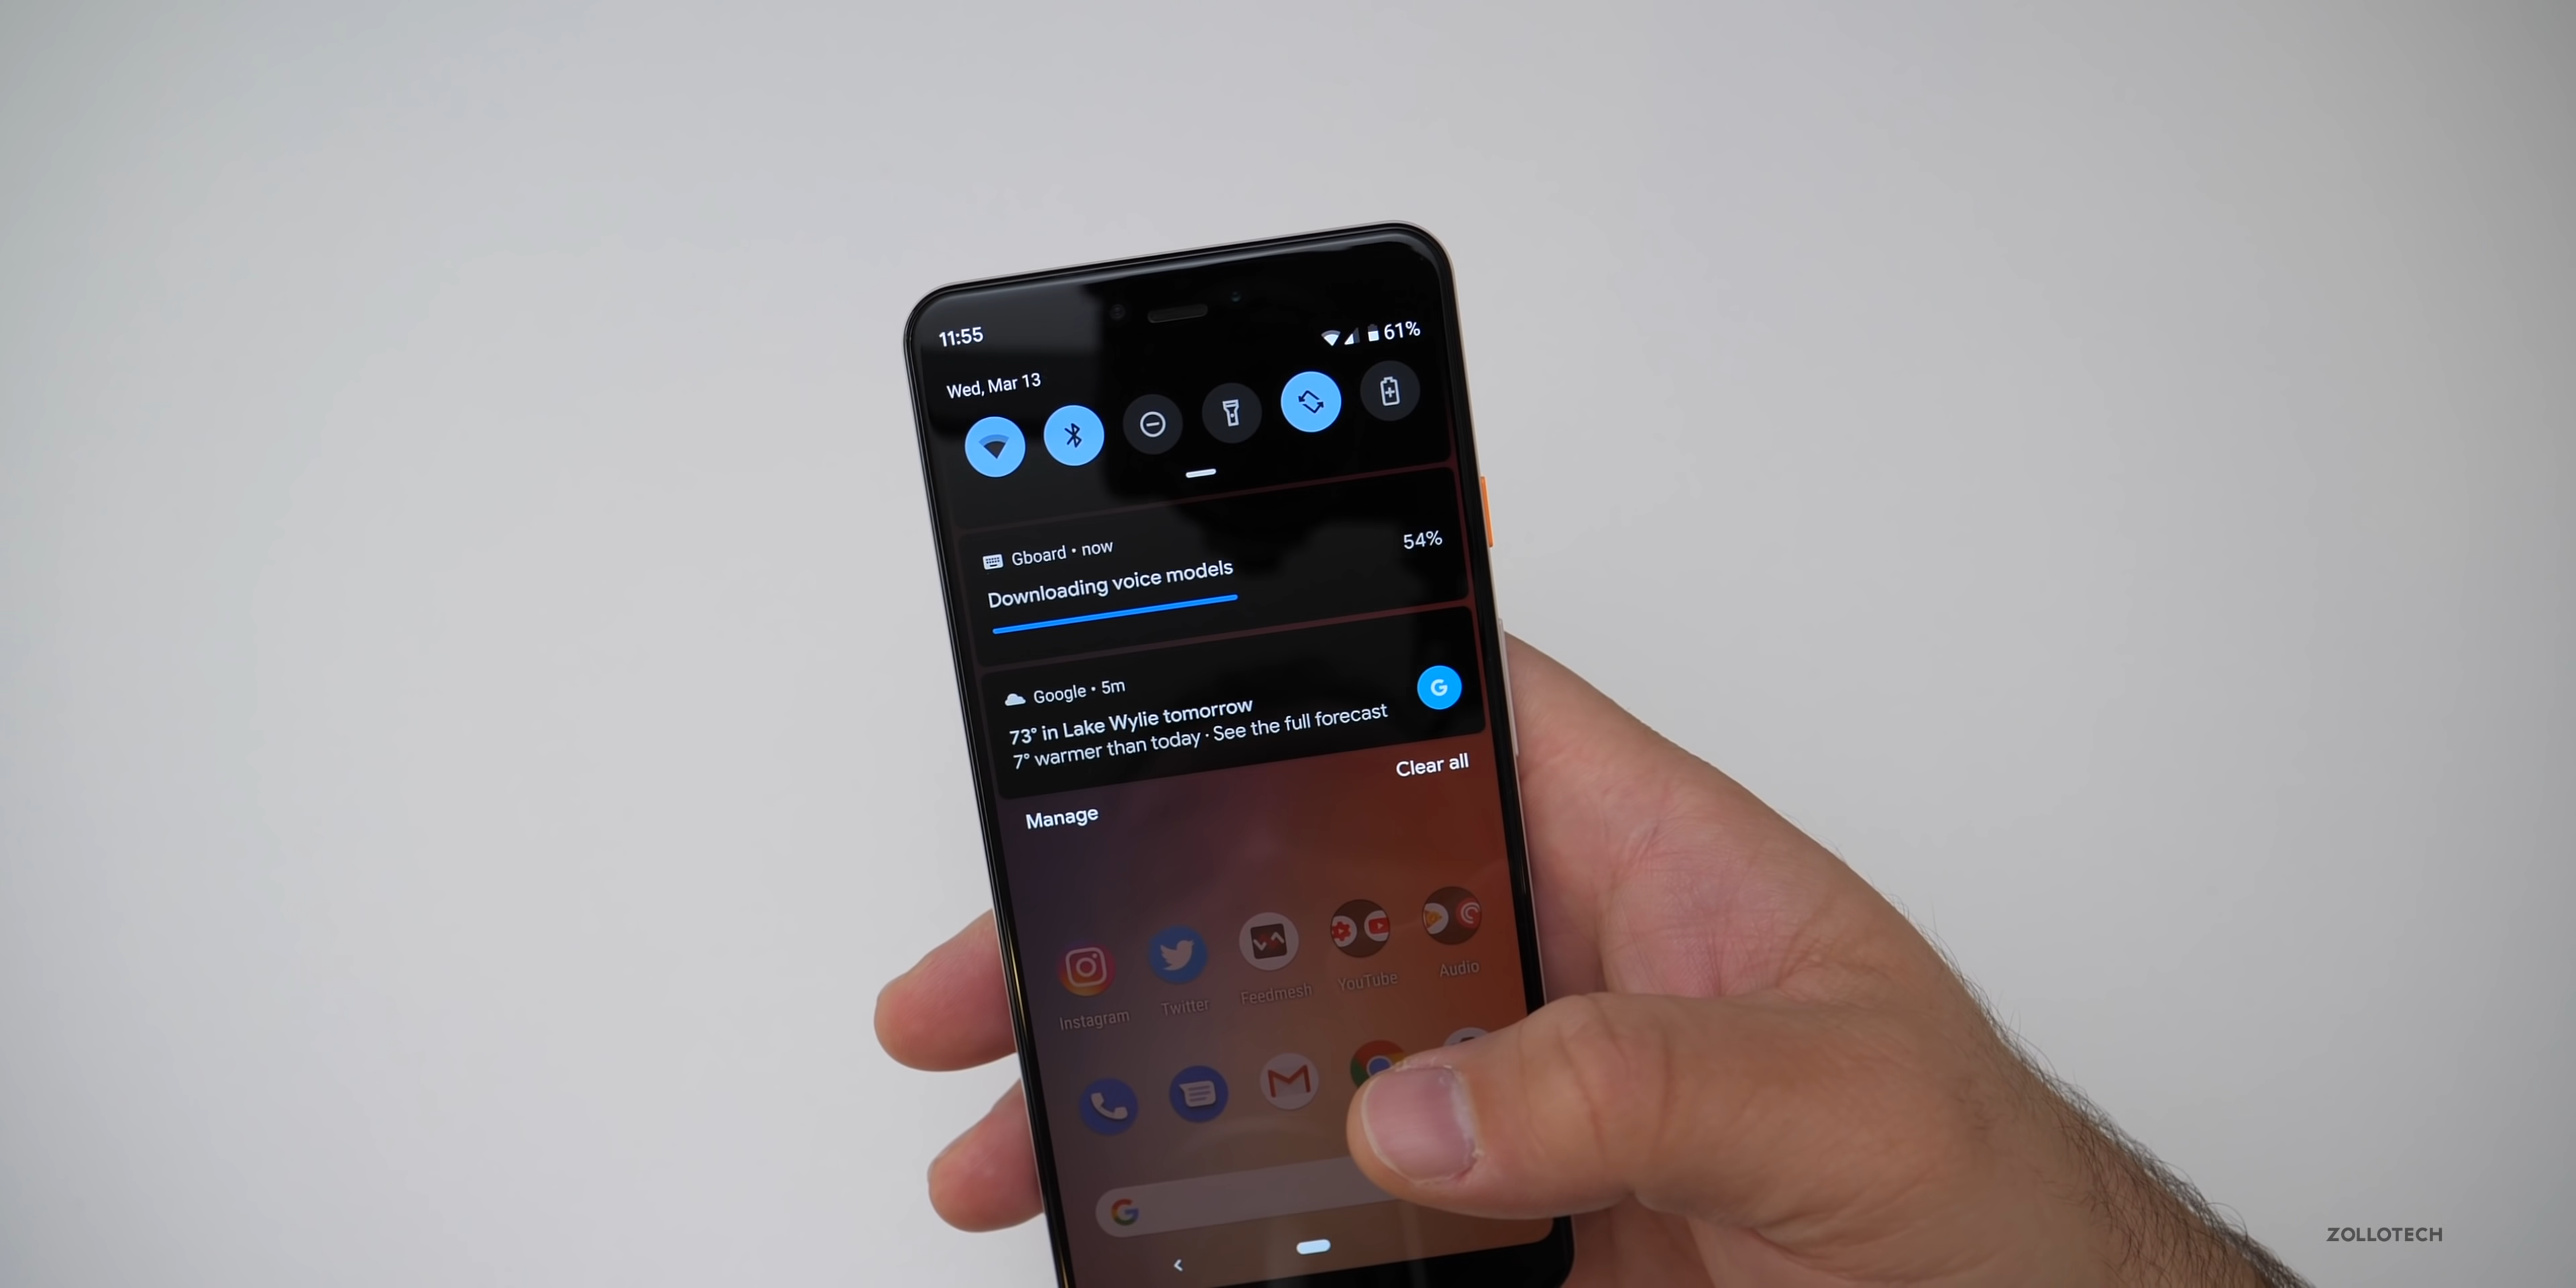 11:55
61%
Wed, Mar 13
Gboard • now
54%
Downloading voice models
Google • 5m
G
73° in Lake Wylie tomorrow
7° warmer than today · See the full forecast
Clear all
Manage
Instagram
Twitter
Feedmesh
YouTube
Audio
G
ZOLLOTECH